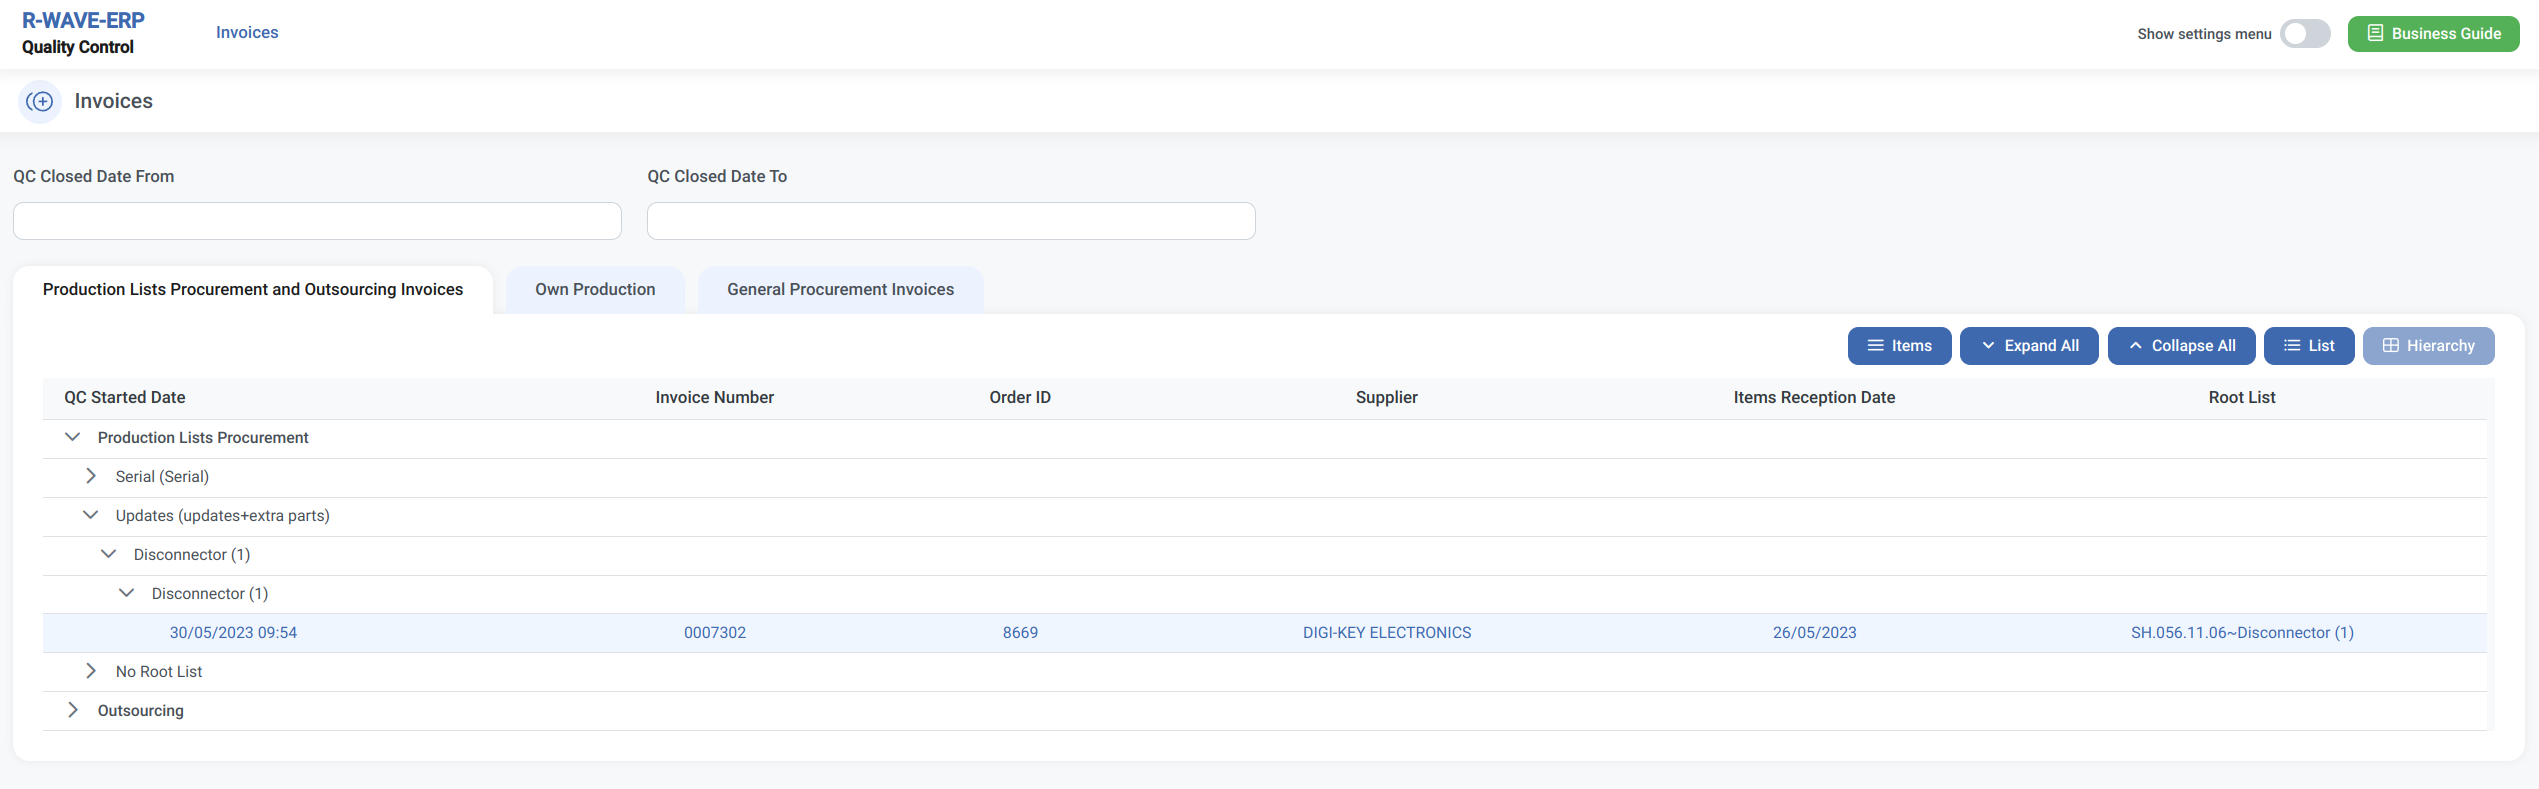 R-WAVE-ERP
Quality Control
Invoices
Show settings menu
Business Guide
Invoices
QC Closed Date From
QC Closed Date To
Production Lists Procurement and Outsourcing Invoices
Own Production
General Procurement Invoices
Items
Expand All
Collapse All
List
Hierarchy
QC Started Date Invoice Number Order ID Supplier Items Reception Date Root List
Production Lists Procurement
Serial (Serial)
Updates (updates+extra parts)
Disconnector (1)
Disconnector (1)
30/05/2023 09:54 0007302 8669 DIGI-KEY ELECTRONICS 26/05/2023 SH.056.11.06~Disconnector (1)
No Root List
Outsourcing